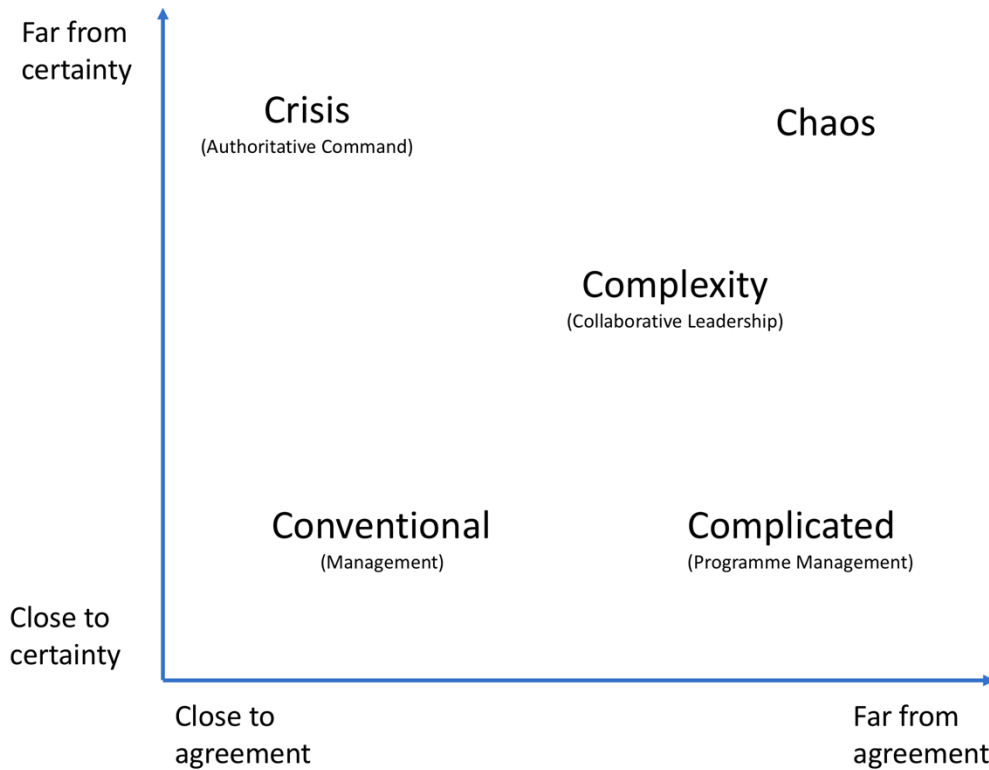 Far from
certainty
Crisis
(Authoritative Command)
Chaos
Complexity
(Collaborative Leadership)
Conventional
(Management)
Complicated
(Programme Management)
Close to
certainty
Close to
agreement
Far from
agreement